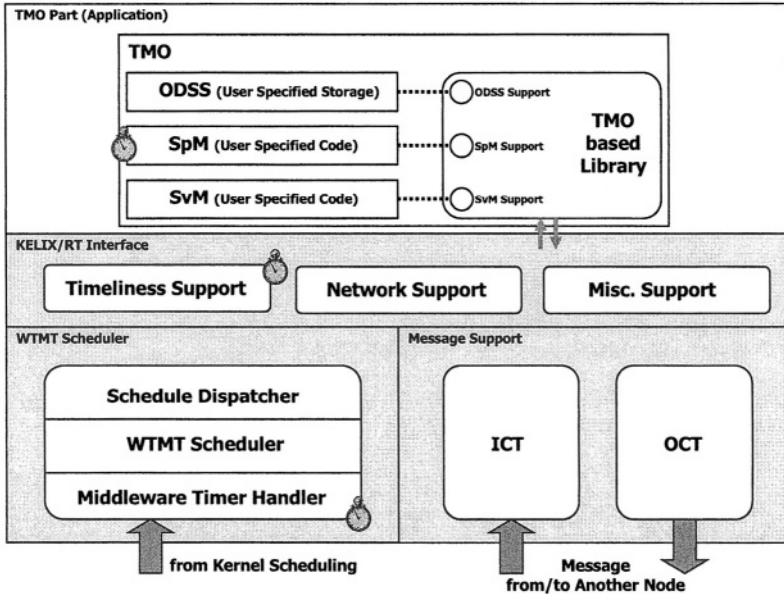 TMO Part (Application)
TMO
ODSS (User Specified Storage)
ODSS Support
SpM (User Specified Code)
SpM Support
TMO
based
Library
SvM (User Specified Code)
SvM Support
KELIX/RT Interface
Timeliness Support
Network Support
Misc. Support
WTMT Scheduler
Message Support
Schedule Dispatcher
WTMT Scheduler
Middleware Timer Handler
ICT
OCT
from Kernel Scheduling
Message
from/to Another Node